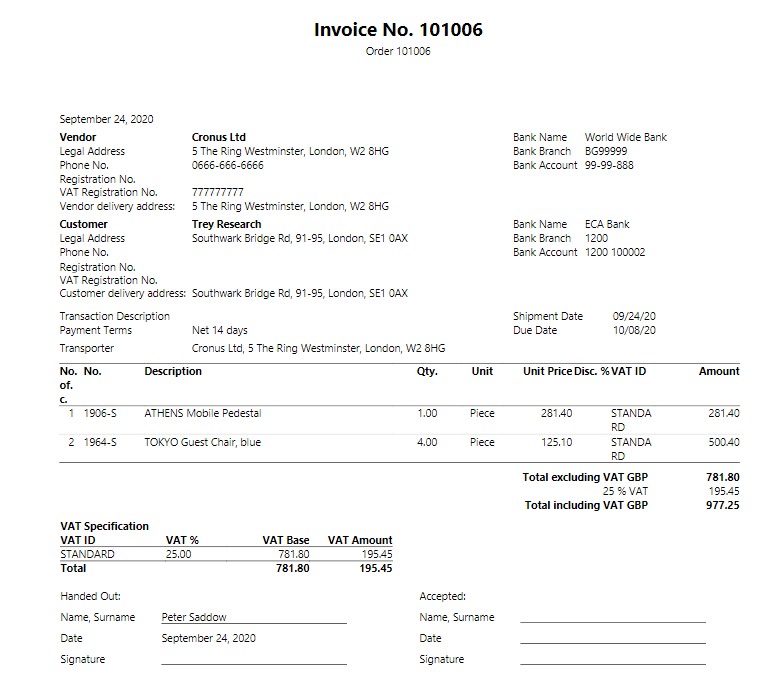 Invoice No. 101006
Order 101006
September 24, 2020
Vendor Cronus Ltd Bank Name World Wide Bank
Legal Address 5 The Ring Westminster, London, W2 8HG Bank Branch BG99999
Phone No. 0666-666-6666 Bank Account 99-99-888
Registration No.
VAT Registration No. 777777777
Vendor delivery address: 5 The Ring Westminster, London, W2 8HG
Customer Trey Research Bank Name ECA Bank
Legal Address Southwark Bridge Rd, 91-95, London, SE1 0AX Bank Branch 1200
Phone No. Bank Account 1200 100002
Registration No.
VAT Registration No.
Customer delivery address: Southwark Bridge Rd, 91-95, London, SE1 0AX
Transaction Description Shipment Date 09/24/20
Payment Terms Net 14 days Due Date 10/08/20
Transporter Cronus Ltd, 5 The Ring Westminster, London, W2 8HG
No. No. Description Qty. Unit Unit Price Disc. % VAT ID Amount
of.
c.
1 1906-S ATHENS Mobile Pedestal 1.00 Piece 281.40 STANDA 281.40
RD
2 1964-S TOKYO Guest Chair, blue 4.00 Piece 125.10 STANDA 500.40
RD
Total excluding VAT GBP 781.80
25 % VAT 195.45
Total including VAT GBP 977.25
VAT Specification
VAT ID VAT % VAT Base VAT Amount
STANDARD 25.00 781.80 195.45
Total 781.80 195.45
Handed Out: Accepted:
Name, Surname Peter Saddow Name, Surname
Date September 24, 2020 Date
Signature Signature